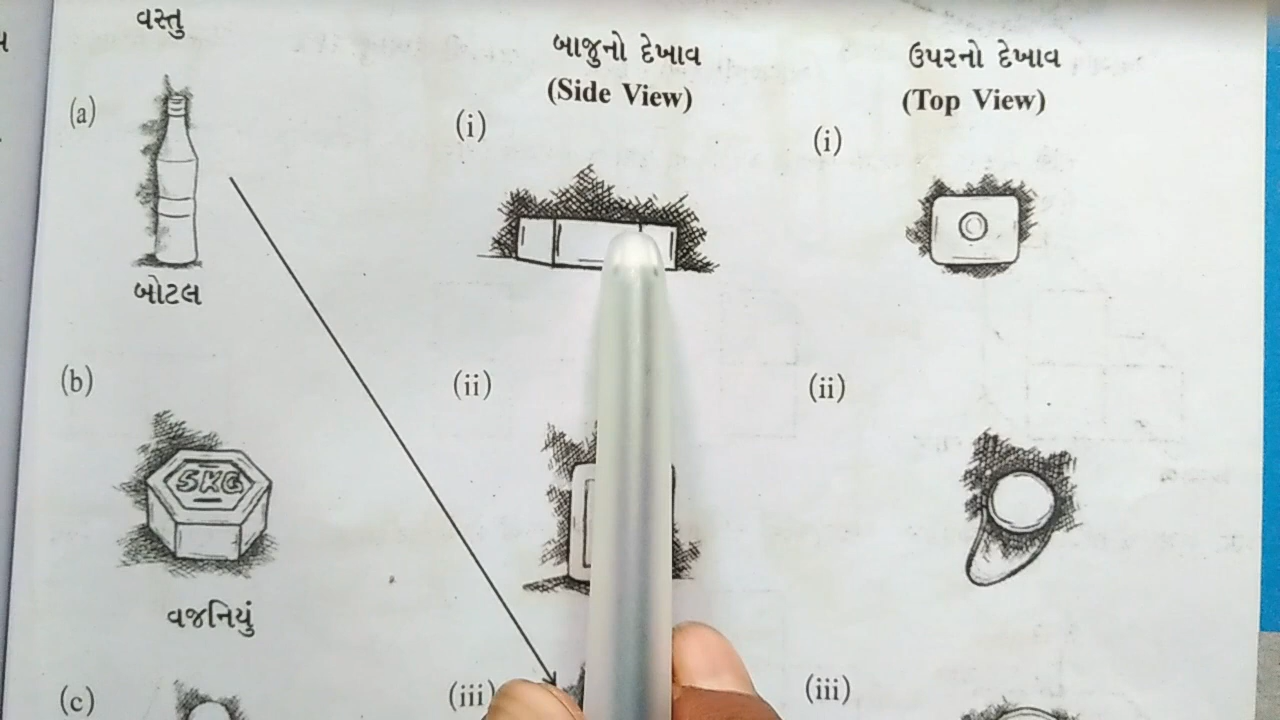 વસ્તુ
બાજુનો દેખાવ
(Side View)
ઉપરનો દેખાવ
(Top View)
(a)
(i)
(i)
બોટલ
(b)
(ii)
(ii)
5KG
વજનિયું
(c)
(iii)
(iii)